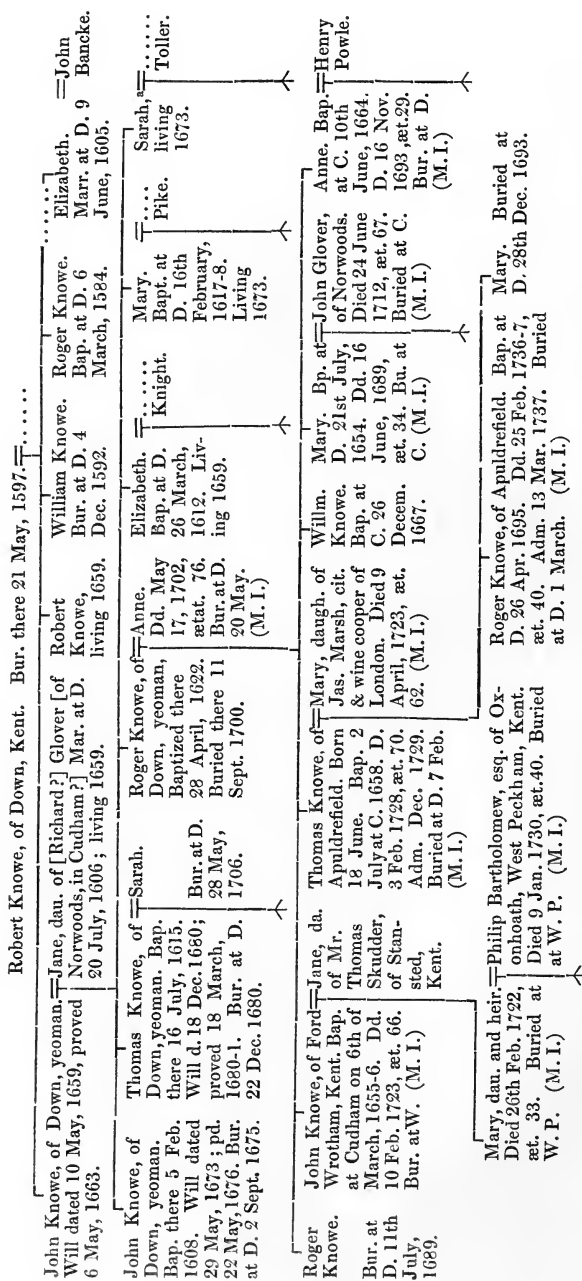 Robert Knowe, of Down, Kent. Bur. there 21 May, 1597.=......
John Knowe, of Down, yeoman.
Will dated 10 May, 1659, proved
6 May, 1663.
=Jane, dau. of [Richard?] Glover [of
Norwoods, in Cudham?] Mar. at D.
20 July, 1606; living 1659.
Robert
Knowe,
living 1659.
William Knowe.
Bur. at D. 4
Dec. 1592.
Roger Knowe.
Bap. at D. 6
March, 1584.
Elizabeth.
Marr. at D. 9
June, 1605.
=John
Bancke.
John Knowe, of
Down, yeoman.
Bap. there 5 Feb.
1608. Will dated
29 May, 1673; pd.
22 May, 1676. Bur.
at D. 2 Sept. 1675.
Thomas Knowe, of
Down, yeoman. Bap.
there 16 July, 1615.
Will d. 18 Dec. 1680;
proved 18 March,
1680-1. Bur. at D.
22 Dec. 1680.
=Sarah.
Bur. at D.
28 May,
1706.
Roger Knowe, of
Down, yeoman,
Baptized there
28 April, 1622.
Buried there 11
Sept. 1700.
=Anne.
Dd. May
17, 1702,
ætat. 76.
Bur. at D.
20 May.
(M. I.)
Elizabeth.
Bap. at D.
26 March,
1612. Liv-
ing 1659.
=......
Knight.
Mary.
Bapt. at
D. 16th
February,
1617-8.
Living
1673.
=....
Pike.
Sarah,
living
1673.
a=......
Toller.
Roger
Knowe.
Bur. at
D. 11th
July,
1689.
John Knowe, of Ford
Wrotham, Kent. Bap.
at Cudham on 6th of
March, 1655-6. Dd.
10 Feb. 1723, æt. 66.
Bur. at W. (M. I.)
=Jane, da.
of Mr.
Thomas
Skudder,
of Stan-
sted,
Kent.
Thomas Knowe, of
Apuldrefield. Born
18 June. Bap. 2
July at C. 1658. D.
3 Feb. 1728, æt. 70.
Adm. Dec. 1729.
Buried at D. 7 Feb.
(M. I.)
=Mary, daugh. of
Jas. Marsh, cit.
& wine cooper of
London. Died 9
April, 1723, æt.
62. (M. I.)
Willm.
Knowe.
Bap. at
C. 26
Decem.
1667.
Mary. Bp. at
D. 21st July,
1654. Dd. 16
June, 1689,
æt. 34. Bu. at
C. (M. I.)
=John Glover,
of Norwoods.
Died 24 June
1712, æt. 67.
Buried at C.
(M. I.)
Anne. Bap.
at C. 10th
June, 1664.
D. 16 Nov.
1693, æt. 29.
Bur. at D.
(M. I.)
=Henry
Powle.
Mary, dau. and heir.
Died 26th Feb. 1722,
æt. 33. Buried at
W. P. (M. I.)
=Philip Bartholomew, esq. of Ox-
onhoath, West Peckham, Kent.
Died 9 Jan. 1730, æt. 40. Buried
at W. P. (M. I.)
Roger Knowe, of Apuldrefield. Bap. at
D. 26 Apr. 1695. Dd. 25 Feb. 1736-7,
æt. 40. Adm. 13 Mar. 1737. Buried
at D. 1 March. (M. I.)
Mary. Buried at
D. 28th Dec. 1693.